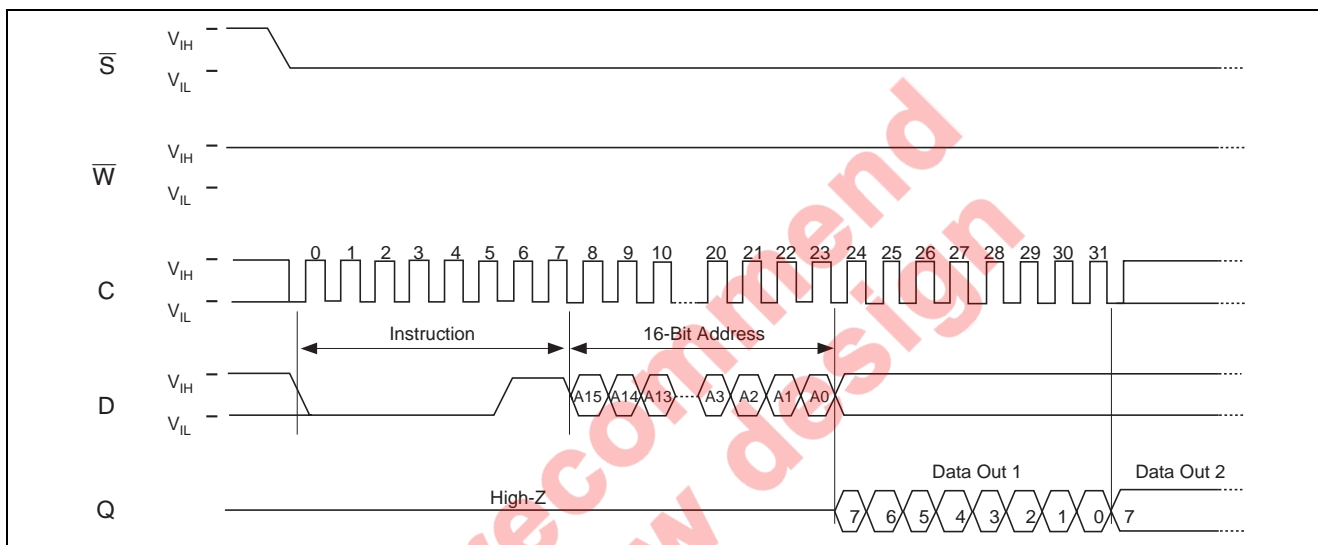 S̅
VIH
VIL
W̅
VIH
VIL
C
VIH
VIL
0 1 2 3 4 5 6 7 8 9 10 20 21 22 23 24 25 26 27 28 29 30 31
Instruction
16-Bit Address
D
VIH
VIL
A15 A14 A13 A3 A2 A1 A0
Q
High-Z
Data Out 1
Data Out 2
7 6 5 4 3 2 1 0 7
recommend
w design